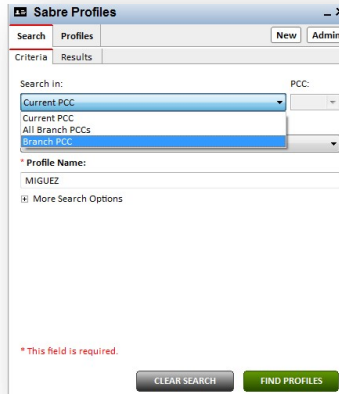 Sabre Profiles
Search Profiles New Admin
Criteria Results
Search in: PCC:
Current PCC
Current PCC
All Branch PCCs
Branch PCC
* Profile Name:
MIGUEZ
More Search Options
* This field is required.
CLEAR SEARCH FIND PROFILES